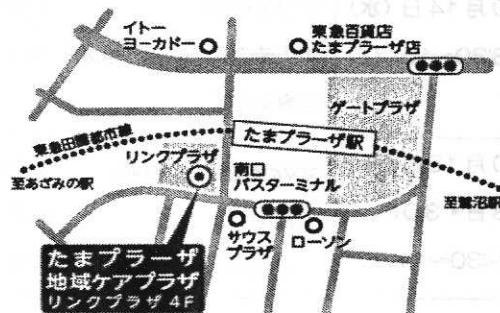 イトー
ヨーカドー
東急百貨店
たまプラーザ店
ゲートプラザ
東急田園都市線
たまプラーザ駅
リンクプラザ
至あざみの駅
南口
バスターミナル
至鷺沼駅
サウス
プラザ
ローソン
たまプラーザ
地域ケアプラザ
リンクプラザ 4F